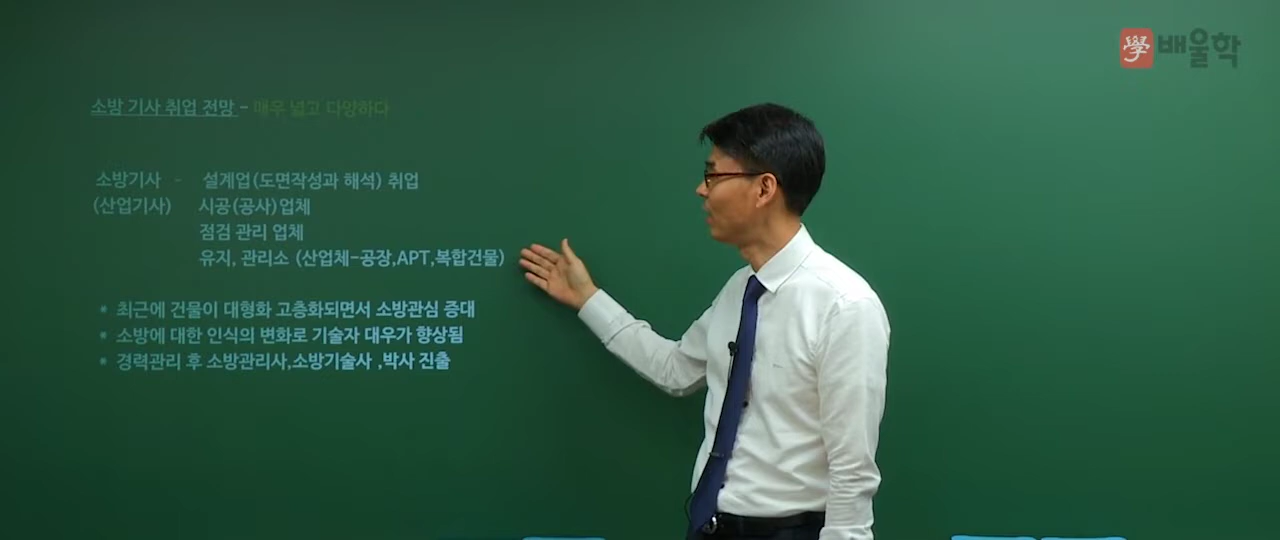 學 배울학
소방 기사 취업 전망 - 매우 넓고 다양하다
소방기사 - 설계업(도면작성과 해석) 취업
(산업기사) 시공(공사)업체
점검 관리 업체
유지, 관리소 (산업체-공장,APT,복합건물)
* 최근에 건물이 대형화 고층화되면서 소방관심 증대
* 소방에 대한 인식의 변화로 기술자 대우가 향상됨
* 경력관리 후 소방관리사,소방기술사 ,박사 진출